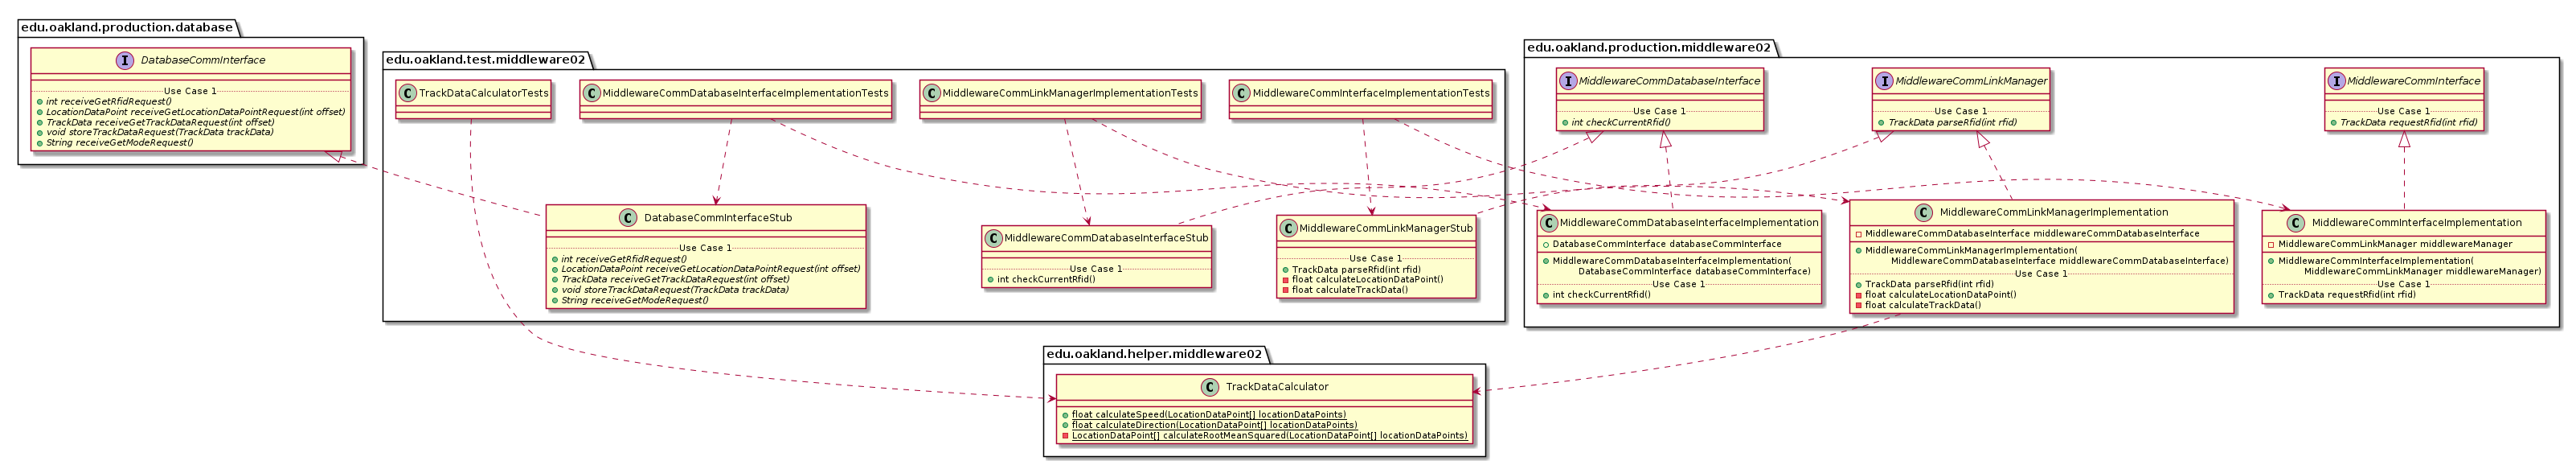 edu.oakland.production.database
I DatabaseCommInterface
Use Case 1
int receiveGetRfidRequest()
LocationDataPoint receiveGetLocationDataPointRequest(int offset)
TrackData receiveGetTrackDataRequest(int offset)
void storeTrackDataRequest(TrackData trackData)
String receiveGetModeRequest()
edu.oakland.test.middleware02
C TrackDataCalculatorTests
C MiddlewareCommDatabaseInterfaceImplementationTests
C MiddlewareCommLinkManagerImplementationTests
C MiddlewareCommInterfaceImplementationTests
C DatabaseCommInterfaceStub
Use Case 1
int receiveGetRfidRequest()
LocationDataPoint receiveGetLocationDataPointRequest(int offset)
TrackData receiveGetTrackDataRequest(int offset)
void storeTrackDataRequest(TrackData trackData)
String receiveGetModeRequest()
C MiddlewareCommDatabaseInterfaceStub
Use Case 1
int checkCurrentRfid()
C MiddlewareCommLinkManagerStub
Use Case 1
TrackData parseRfid(int rfid)
float calculateLocationDataPoint()
float calculateTrackData()
edu.oakland.production.middleware02
I MiddlewareCommDatabaseInterface
Use Case 1
int checkCurrentRfid()
I MiddlewareCommLinkManager
Use Case 1
TrackData parseRfid(int rfid)
I MiddlewareCommInterface
Use Case 1
TrackData requestRfid(int rfid)
C MiddlewareCommDatabaseInterfaceImplementation
DatabaseCommInterface databaseCommInterface
MiddlewareCommDatabaseInterfaceImplementation(
DatabaseCommInterface databaseCommInterface)
Use Case 1
int checkCurrentRfid()
C MiddlewareCommLinkManagerImplementation
MiddlewareCommDatabaseInterface middlewareCommDatabaseInterface
MiddlewareCommLinkManagerImplementation(
MiddlewareCommDatabaseInterface middlewareCommDatabaseInterface)
Use Case 1
TrackData parseRfid(int rfid)
float calculateLocationDataPoint()
float calculateTrackData()
C MiddlewareCommInterfaceImplementation
MiddlewareCommLinkManager middlewareManager
MiddlewareCommInterfaceImplementation(
MiddlewareCommLinkManager middlewareManager)
Use Case 1
TrackData requestRfid(int rfid)
edu.oakland.helper.middleware02
C TrackDataCalculator
float calculateSpeed(LocationDataPoint[] locationDataPoints)
float calculateDirection(LocationDataPoint[] locationDataPoints)
LocationDataPoint[] calculateRootMeanSquared(LocationDataPoint[] locationDataPoints)